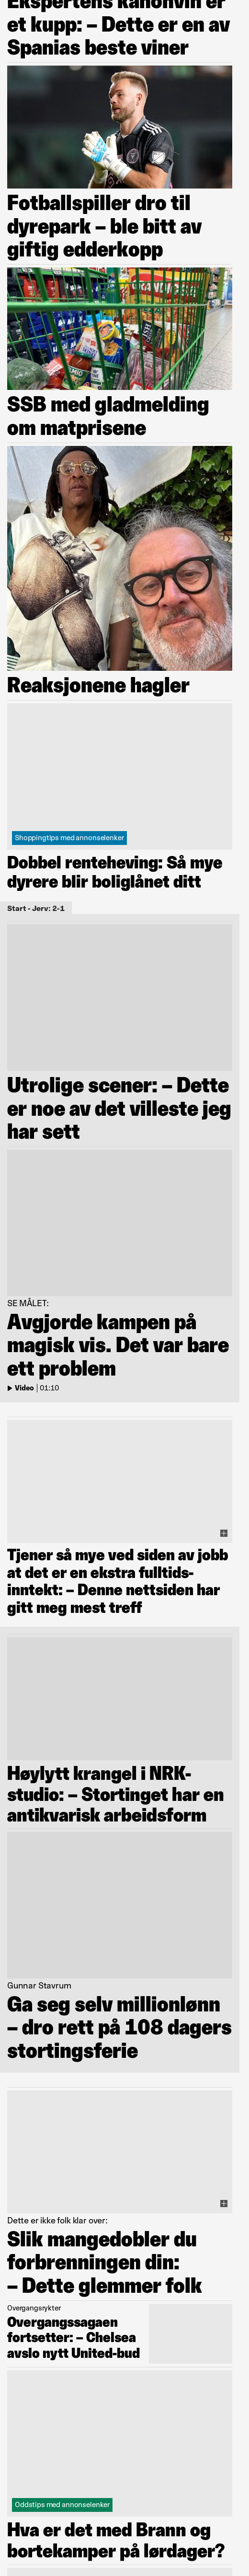 Ekspertens kanonvin er
et kupp: – Dette er en av
Spanias beste viner
Fotballspiller dro til
dyrepark – ble bitt av
giftig edderkopp
SSB med gladmelding
om matprisene
Reaksjonene hagler
Shoppingtips med annonselenker
Dobbel renteheving: Så mye
dyrere blir boliglånet ditt
Start - Jerv: 2-1
Utrolige scener: – Dette
er noe av det villeste jeg
har sett
SE MÅLET:
Avgjorde kampen på
magisk vis. Det var bare
ett problem
Video | 01:10
Tjener så mye ved siden av jobb
at det er en ekstra fulltids-
inntekt: – Denne nettsiden har
gitt meg mest treff
Høylytt krangel i NRK-
studio: – Stortinget har en
antikvarisk arbeidsform
Gunnar Stavrum
Ga seg selv millionlønn
– dro rett på 108 dagers
stortingsferie
Dette er ikke folk klar over:
Slik mangedobler du
forbrenningen din:
– Dette glemmer folk
Overgangsrykter
Overgangssagaen
fortsetter: – Chelsea
avslo nytt United-bud
Oddstips med annonselenker
Hva er det med Brann og
bortekamper på lørdager?